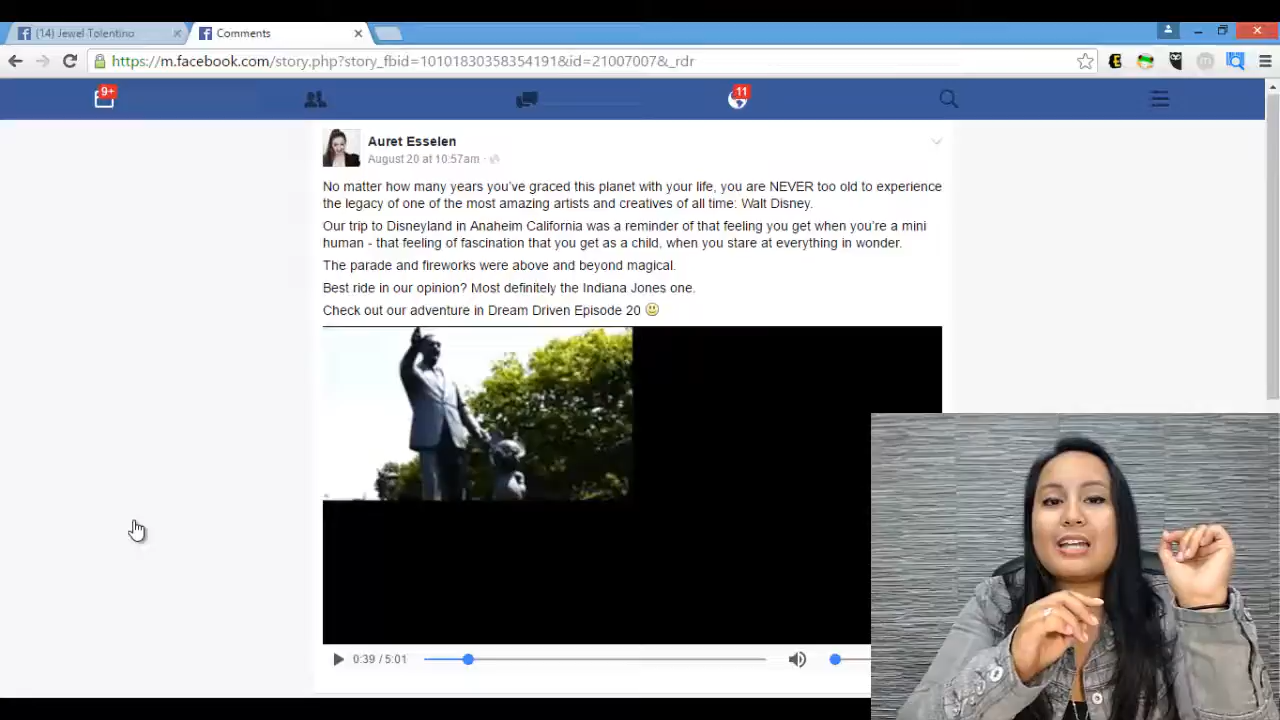 (14) Jewel Tolentino
Comments
https://m.facebook.com/story.php?story_fbid=10101880358354191&id=21007007&_rdr
9+
11
Auret Esselen
August 20 at 10:57am ·
No matter how many years you've graced this planet with your life, you are NEVER too old to experience
the legacy of one of the most amazing artists and creatives of all time: Walt Disney.
Our trip to Disneyland in Anaheim California was a reminder of that feeling you get when you're a mini
human - that feeling of fascination that you get as a child, when you stare at everything in wonder.
The parade and fireworks were above and beyond magical.
Best ride in our opinion? Most definitely the Indiana Jones one.
Check out our adventure in Dream Driven Episode 20 🙂
0:39 / 5:01